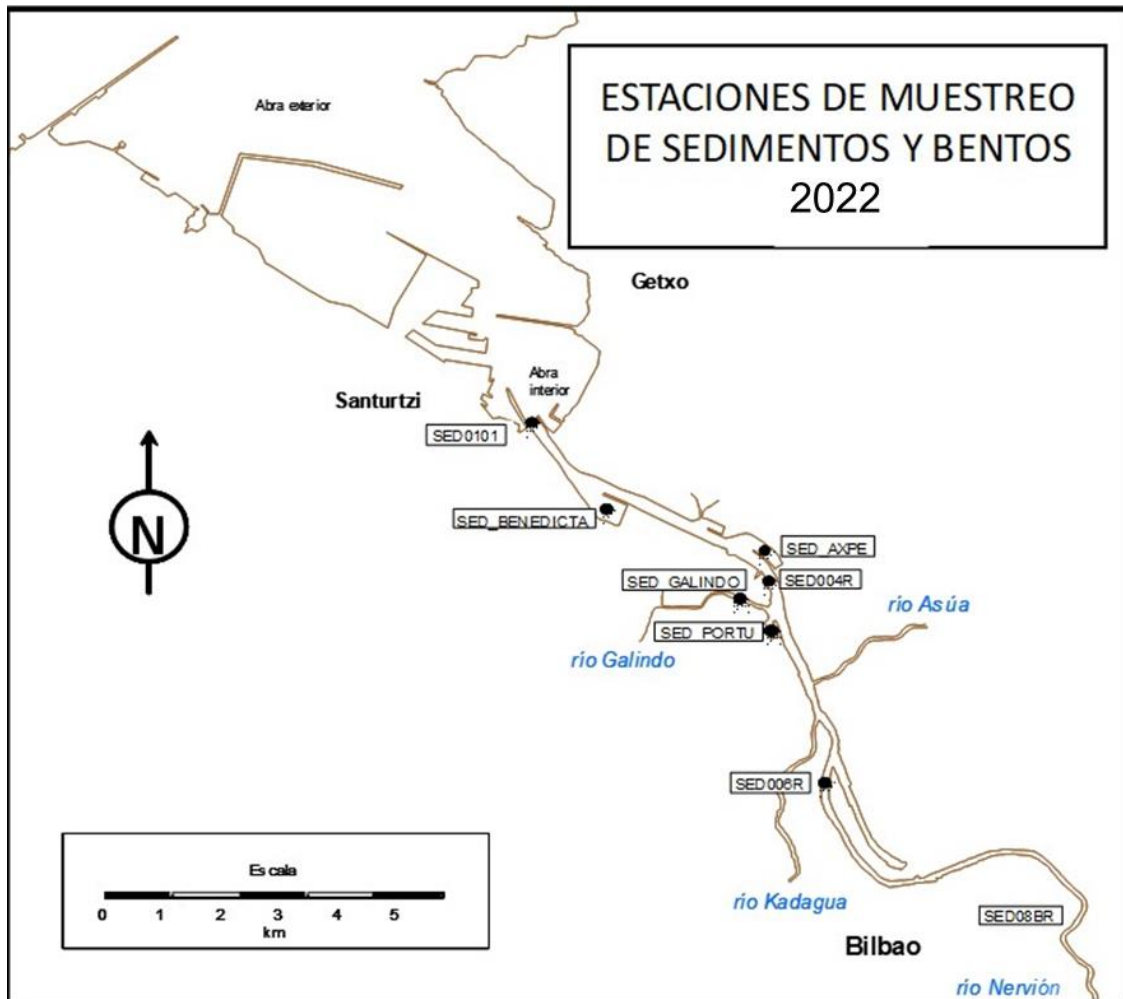 ESTACIONES DE MUESTREO
DE SEDIMENTOS Y BENTOS
2022
Abra exterior
Getxo
Abra
interior
Santurtzi
SED0101
N
SED_BENEDICTA
SED_AXPE
SED_GALINDO
SED004R
río Asúa
SED_PORTU
río Galindo
SED006R
Escala
0 1 2 3 4 5
km
río Kadagua
SED08BR
Bilbao
río Nervión